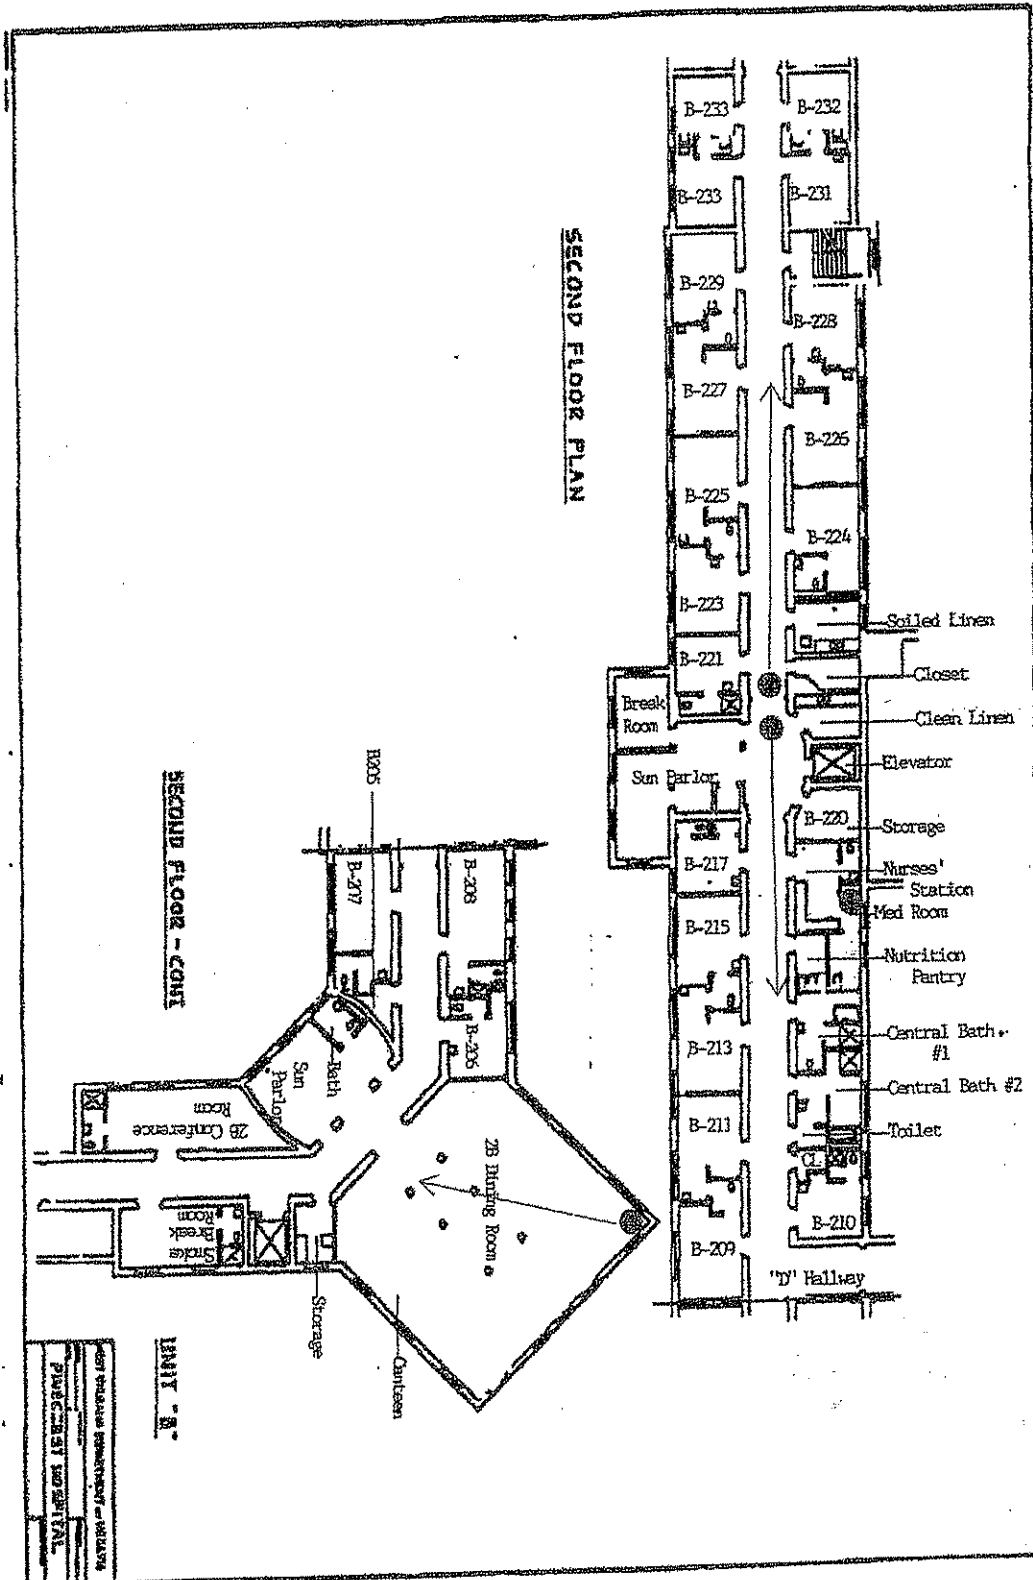 B-233
B-232
B-233
B-231
SECOND FLOOR PLAN
B-229
B-228
B-227
B-226
B-225
B-224
B-223
Soiled Linen
B-221
Closet
Break
Room
Clean Linen
Sun Parlor
Elevator
B-220
Storage
B-217
Nurses'
Station
Med Room
B-215
Nutrition
Pantry
B-213
Central Bath
#1
Central Bath #2
B-211
Toilet
CL
B-210
B-209
"D" Hallway
SECOND FLOOR - CONT
B205
B-207
B-208
B-206
Bath
Sun
Parlor
2B Conference
Room
2B Dining Room
Smoke
Break
Room
Storage
Canteen
UNIT "B"
PINECREST HOSPITAL